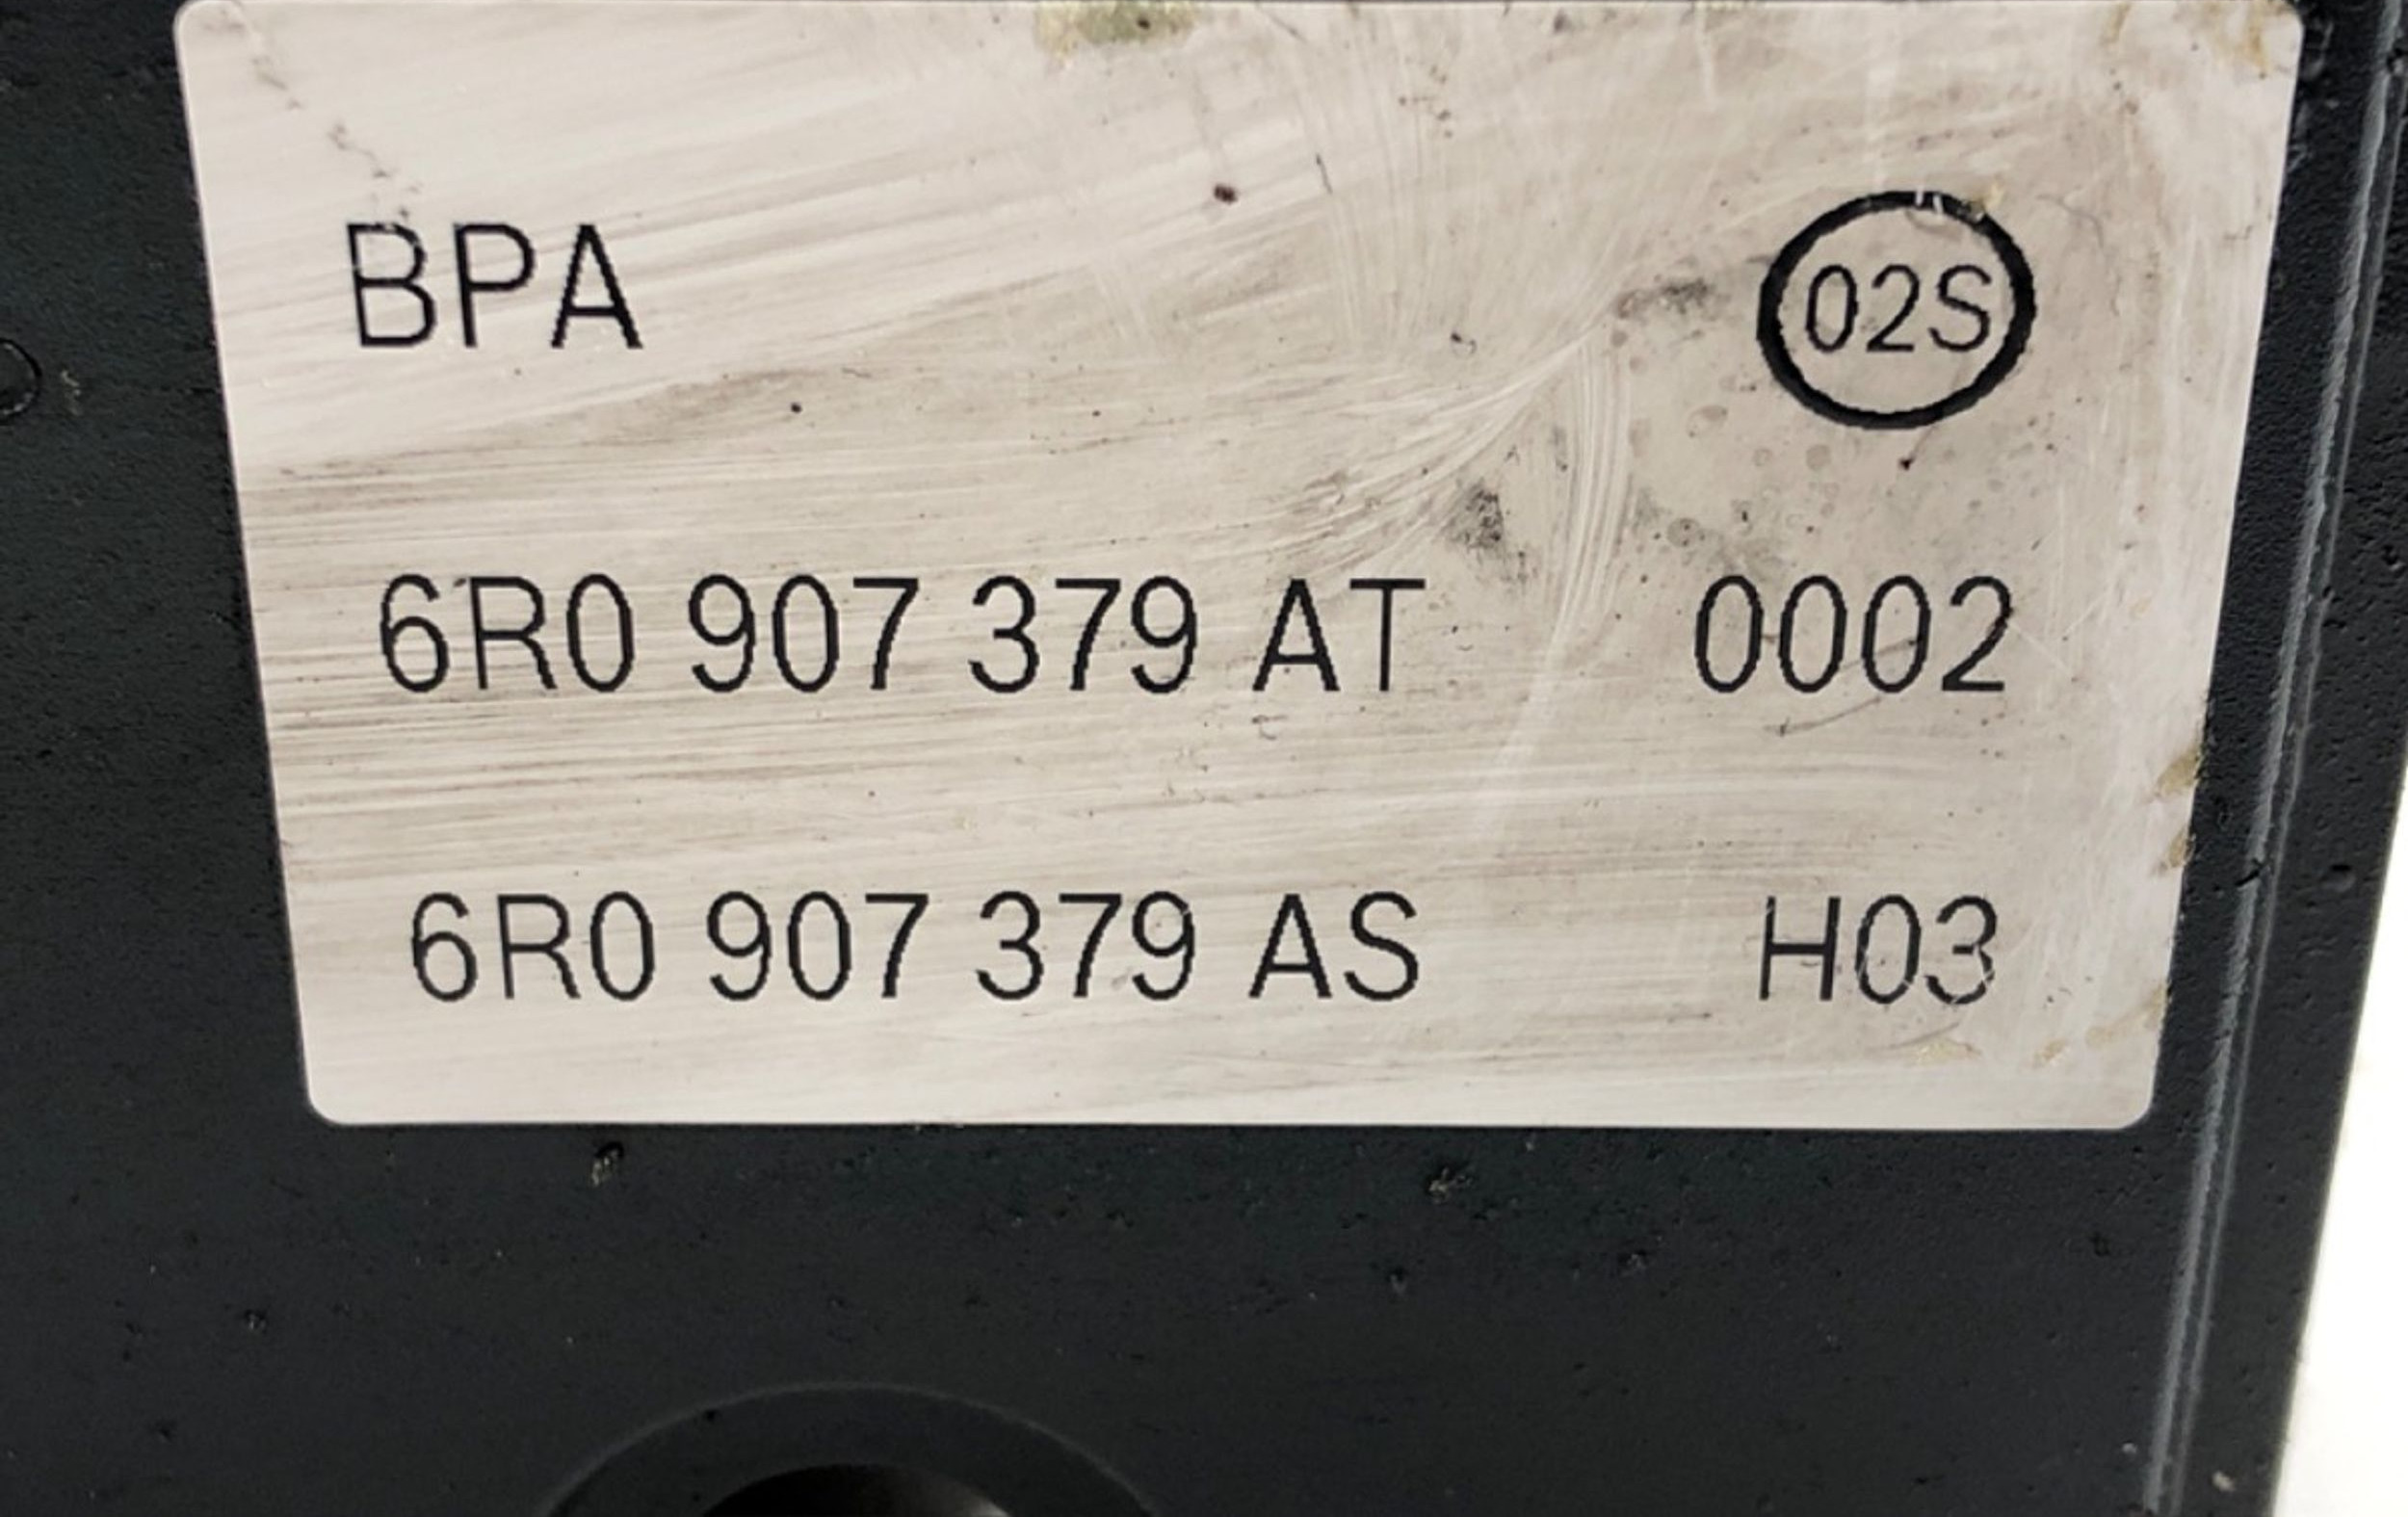 BPA 02S
6R0 907 379 AT 0002
6R0 907 379 AS H03